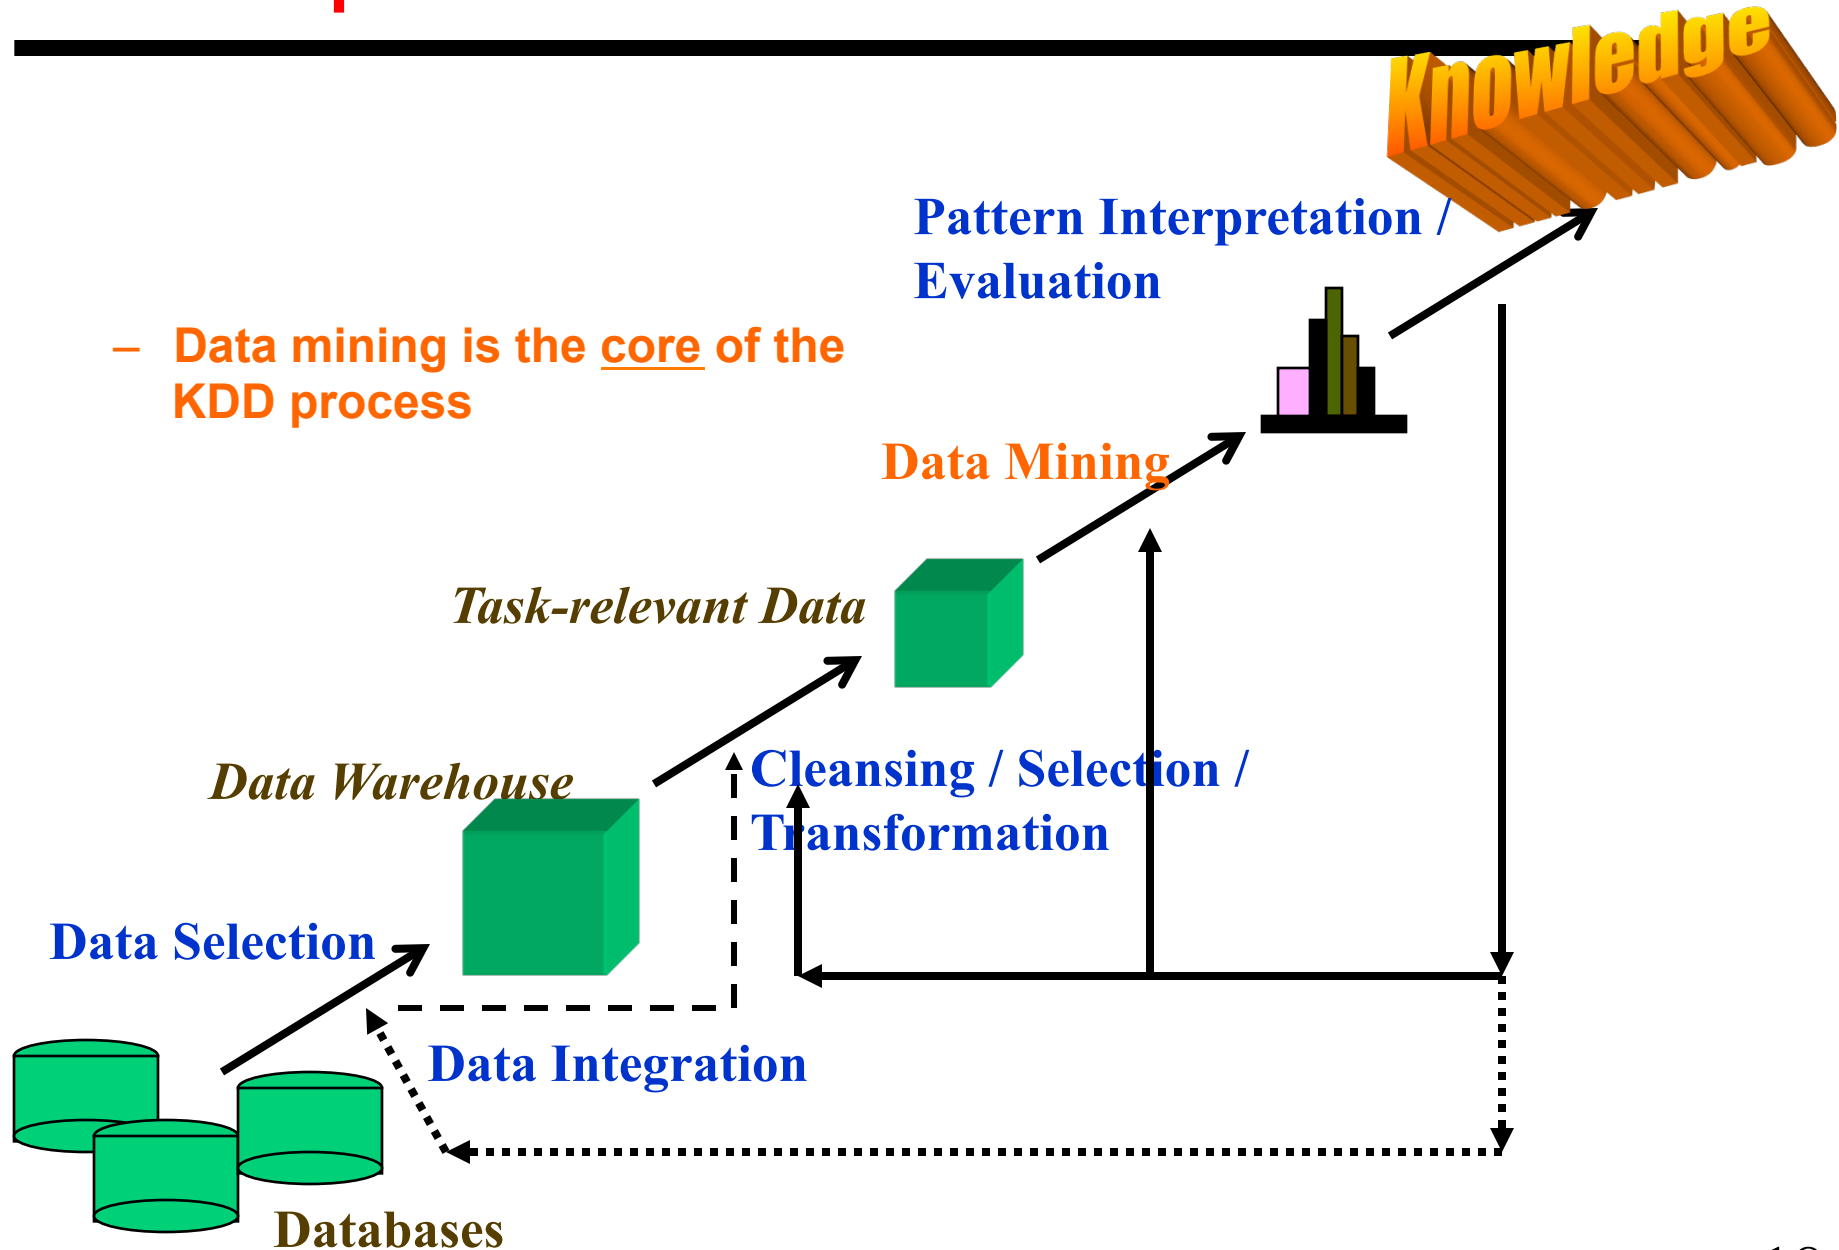 Knowledge
Pattern Interpretation /
Evaluation
– Data mining is the core of the
KDD process
Data Mining
Task-relevant Data
Data Warehouse
Cleansing / Selection /
Transformation
Data Selection
Data Integration
Databases